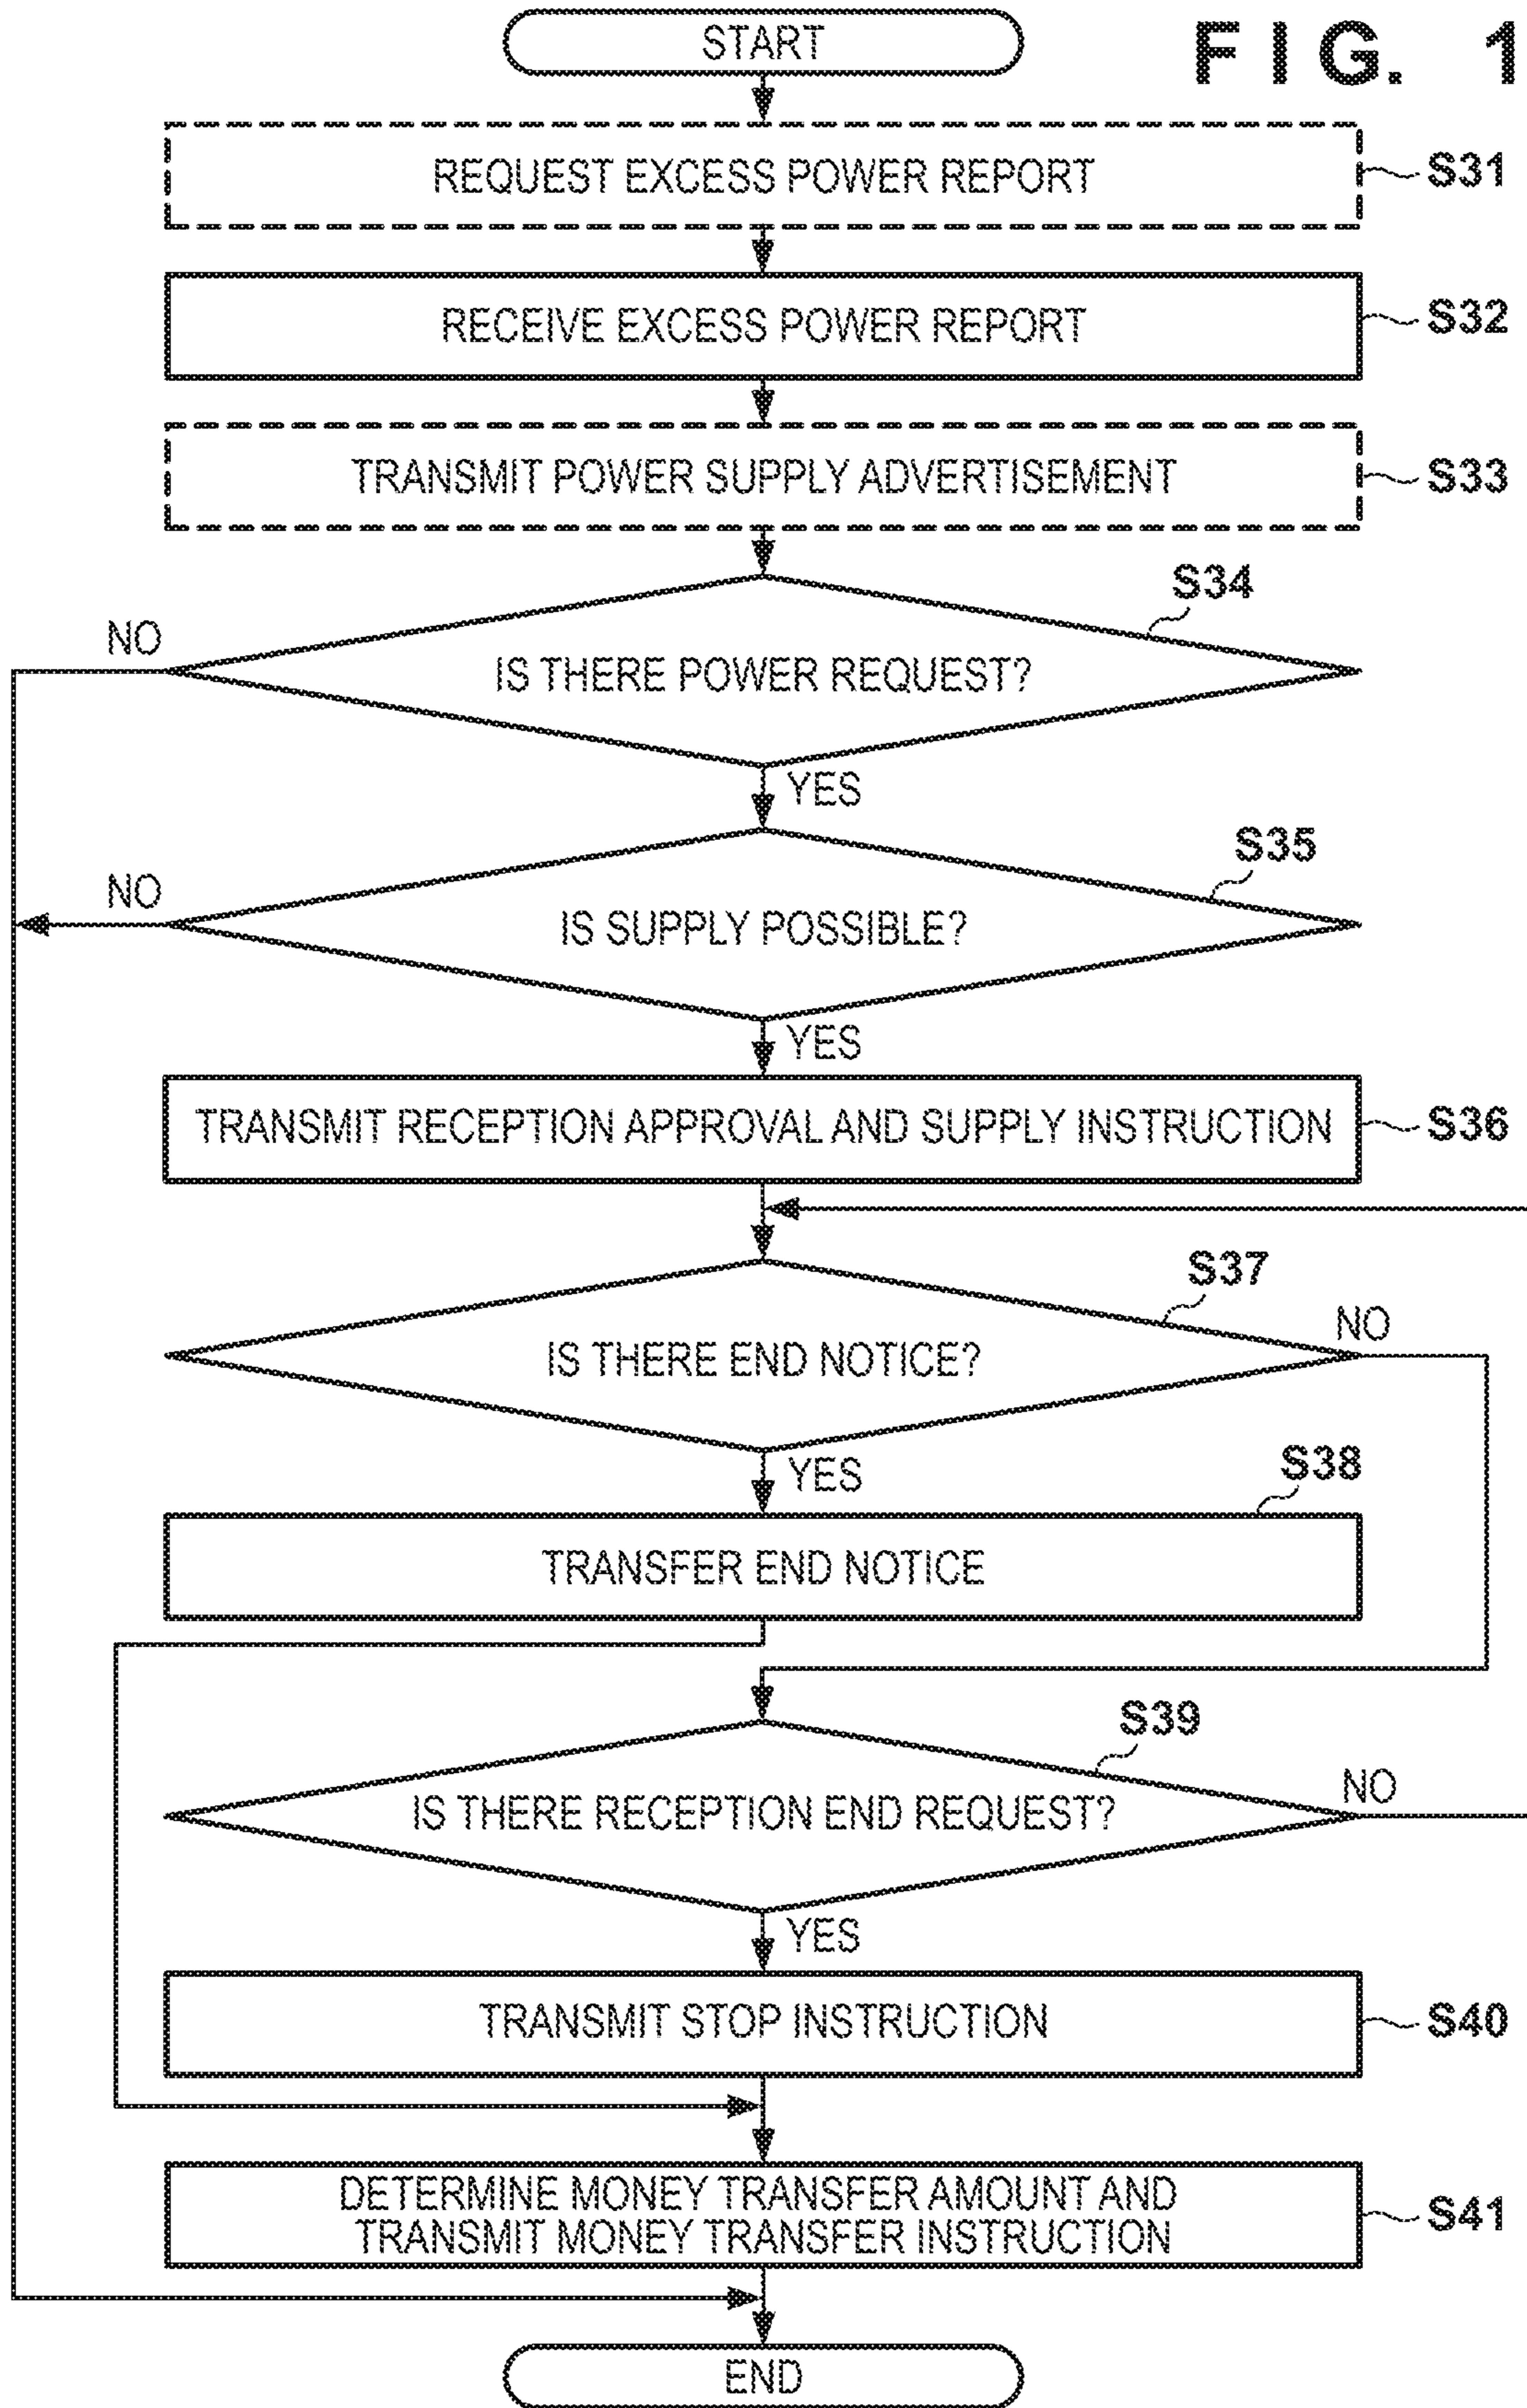 FIG. 1
START
REQUEST EXCESS POWER REPORT
S31
RECEIVE EXCESS POWER REPORT
S32
TRANSMIT POWER SUPPLY ADVERTISEMENT
S33
S34
NO
IS THERE POWER REQUEST?
YES
S35
NO
IS SUPPLY POSSIBLE?
YES
TRANSMIT RECEPTION APPROVAL AND SUPPLY INSTRUCTION
S36
S37
NO
IS THERE END NOTICE?
YES
S38
TRANSFER END NOTICE
S39
NO
IS THERE RECEPTION END REQUEST?
YES
TRANSMIT STOP INSTRUCTION
S40
DETERMINE MONEY TRANSFER AMOUNT AND
TRANSMIT MONEY TRANSFER INSTRUCTION
S41
END